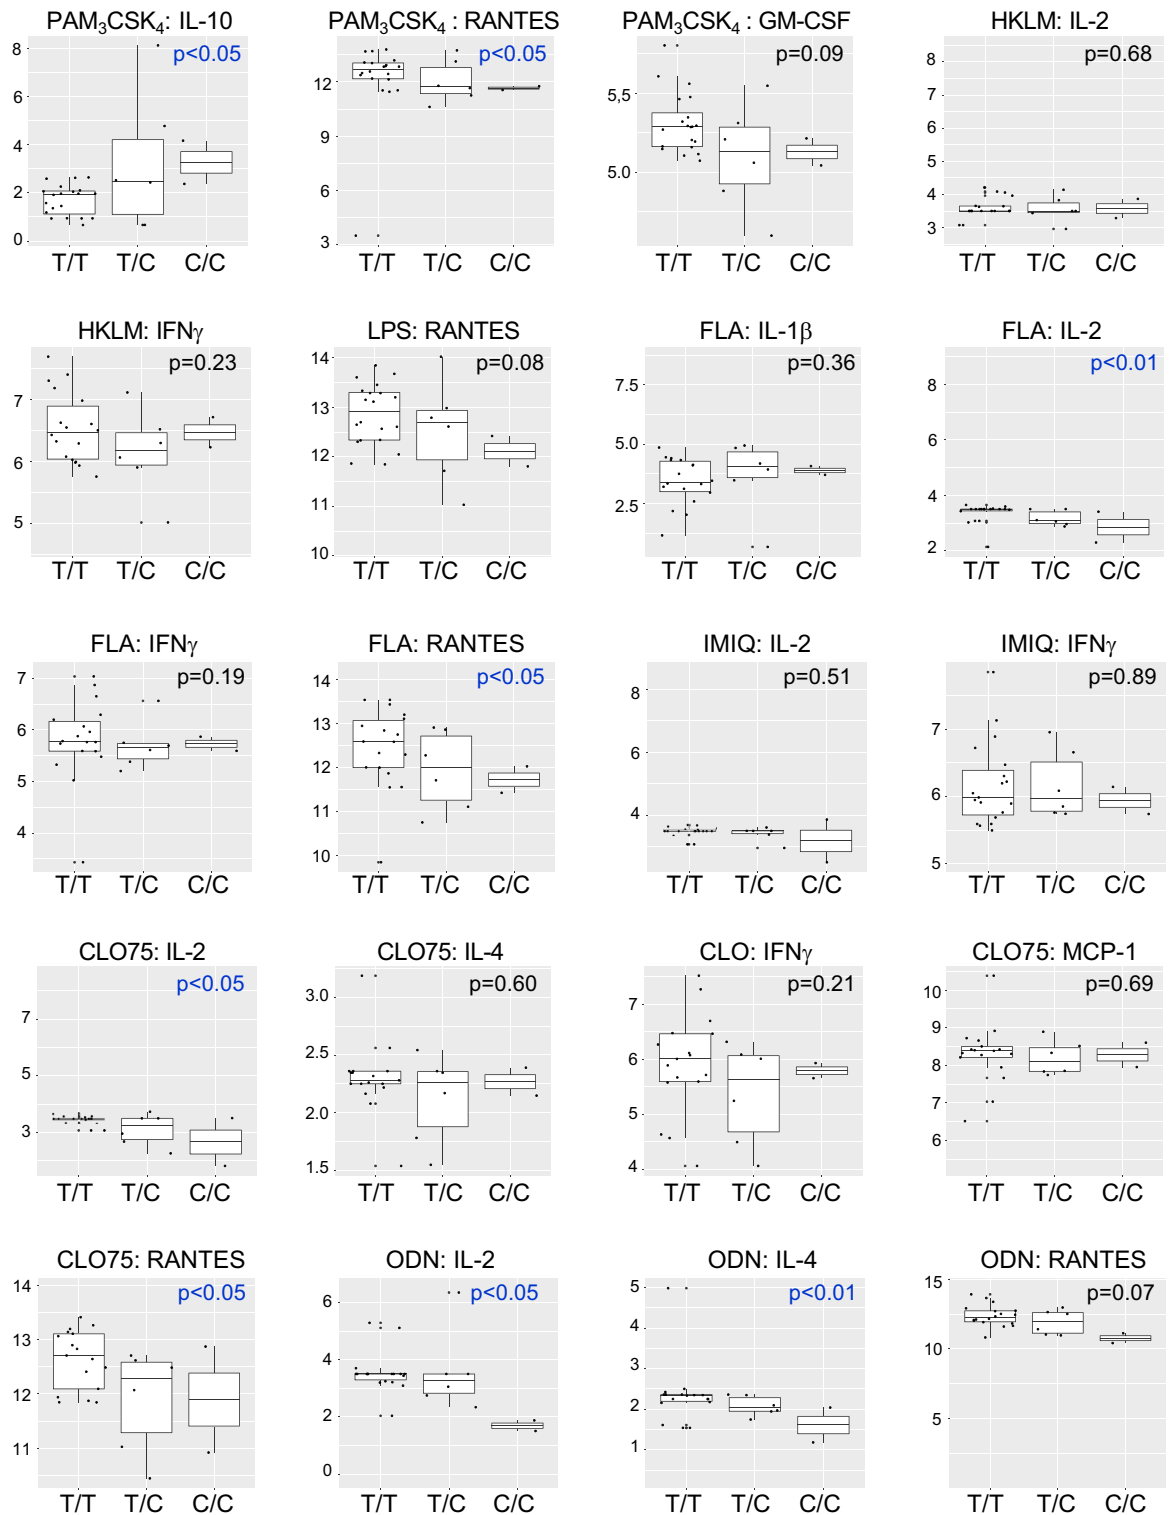 PAM₃CSK₄: IL-10
p<0.05
8
6
4
2
0
T/T T/C C/C
PAM₃CSK₄ : RANTES
p<0.05
12
9
6
3
T/T T/C C/C
PAM₃CSK₄ : GM-CSF
p=0.09
5,5
5.0
T/T T/C C/C
HKLM: IL-2
p=0.68
8
7
6
5
4
3
T/T T/C C/C
HKLM: IFNγ
p=0.23
7
6
5
T/T T/C C/C
LPS: RANTES
p=0.08
14
13
12
11
10
T/T T/C C/C
FLA: IL-1β
p=0.36
7.5
5.0
2.5
T/T T/C C/C
FLA: IL-2
p<0.01
8
6
4
2
T/T T/C C/C
FLA: IFNγ
p=0.19
7
6
5
4
3
T/T T/C C/C
FLA: RANTES
p<0.05
14
13
12
11
10
T/T T/C C/C
IMIQ: IL-2
p=0.51
8
6
4
T/T T/C C/C
IMIQ: IFNγ
p=0.89
7
6
5
T/T T/C C/C
CLO75: IL-2
p<0.05
7
5
3
T/T T/C C/C
CLO75: IL-4
p=0.60
3.0
2.5
2.0
1.5
T/T T/C C/C
CLO: IFNγ
p=0.21
7
6
5
4
T/T T/C C/C
CLO75: MCP-1
p=0.69
10
9
8
7
6
T/T T/C C/C
CLO75: RANTES
p<0.05
14
13
12
11
T/T T/C C/C
ODN: IL-2
p<0.05
6
4
2
0
T/T T/C C/C
ODN: IL-4
p<0.01
5
4
3
2
1
T/T T/C C/C
ODN: RANTES
p=0.07
15
10
5
T/T T/C C/C